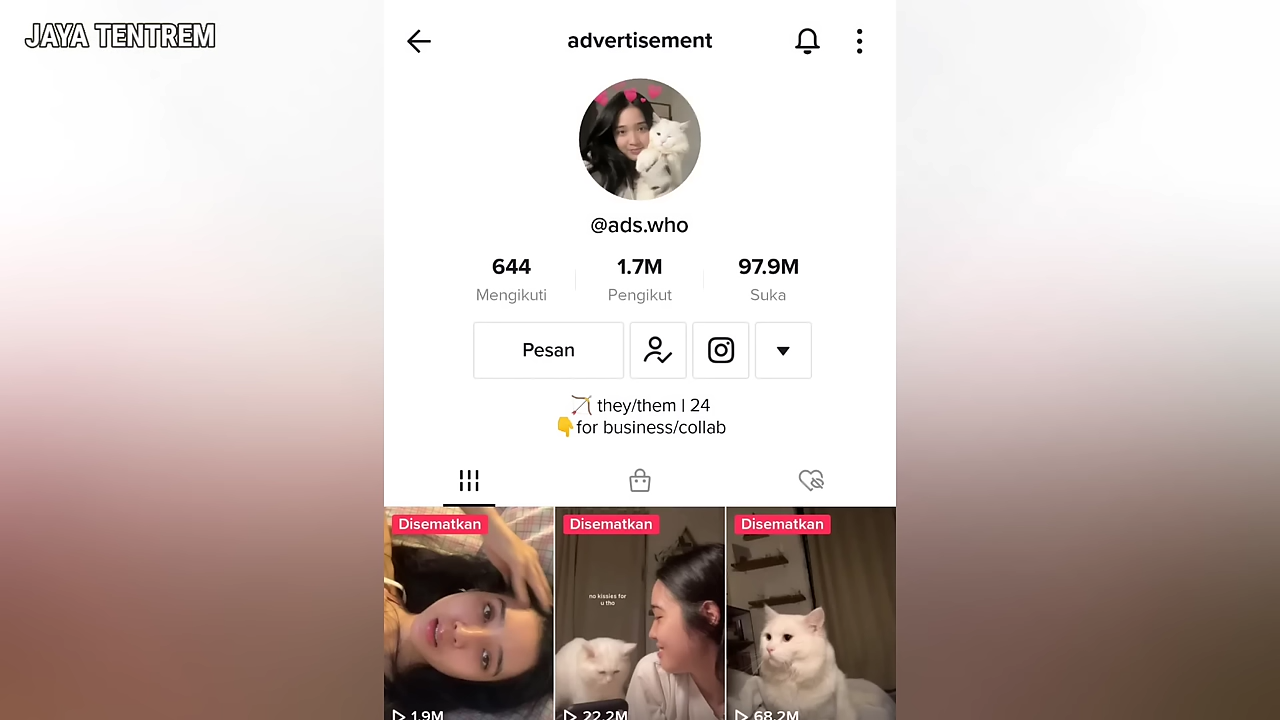 JAYA TENTREM
advertisement
@ads.who
644
1.7M
97.9M
Mengikuti
Pengikut
Suka
Pesan
they/them | 24
for business/collab
Disematkan
Disematkan
Disematkan
no kissies for
u tho
1.9M
22.2M
68.2M